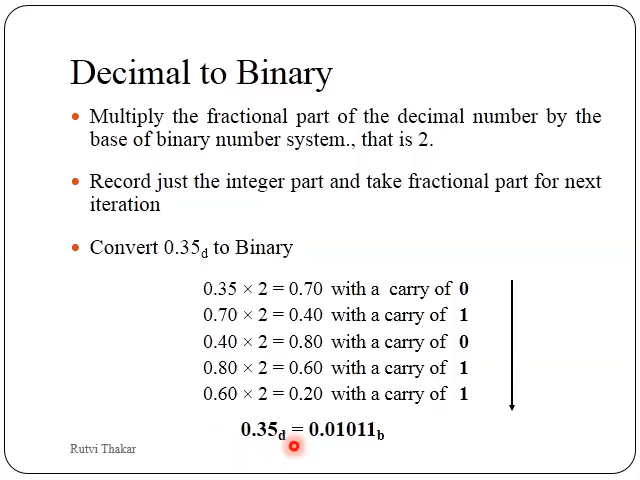 Decimal to Binary
• Multiply the fractional part of the decimal number by the
base of binary number system., that is 2.
• Record just the integer part and take fractional part for next
iteration
• Convert 0.35d to Binary
0.35 × 2 = 0.70 with a carry of 0
0.70 × 2 = 0.40 with a carry of 1
0.40 × 2 = 0.80 with a carry of 0
0.80 × 2 = 0.60 with a carry of 1
0.60 × 2 = 0.20 with a carry of 1
0.35d = 0.01011b
Rutvi Thakar